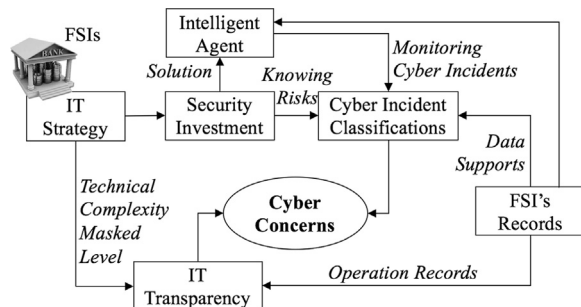 FSIs
BANK
Intelligent
Agent
Solution
Knowing
Risks
Monitoring
Cyber Incidents
IT
Strategy
Security
Investment
Cyber Incident
Classifications
Data
Supports
Technical
Complexity
Masked
Level
Cyber
Concerns
FSI's
Records
IT
Transparency
Operation Records